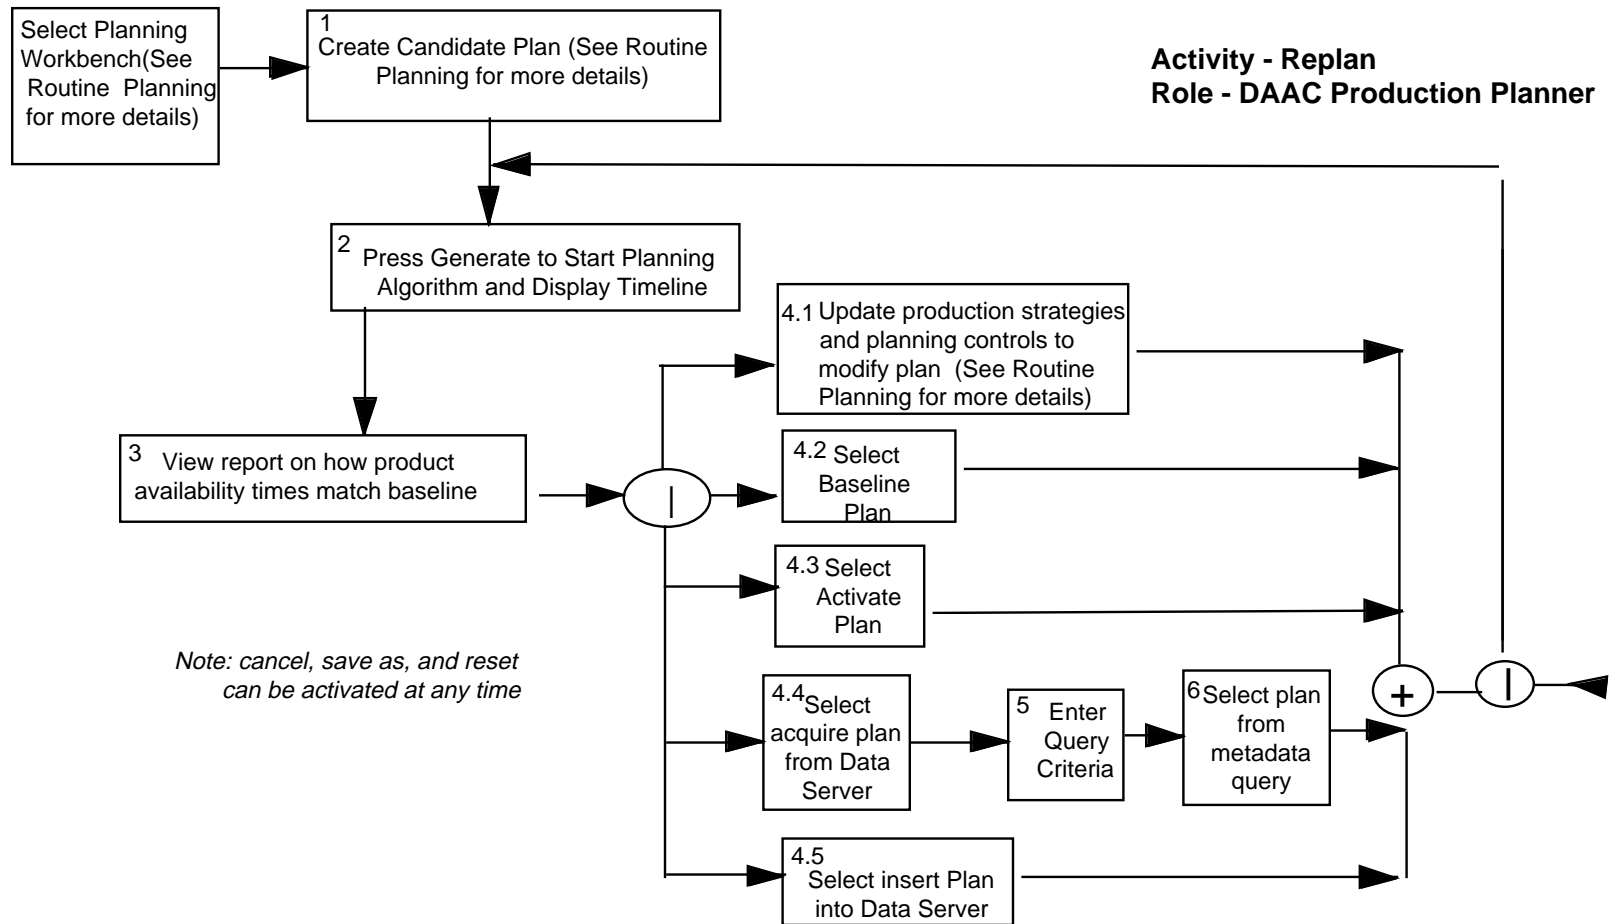 Select Planning
Workbench(See
Routine Planning
for more details)
1
Create Candidate Plan (See Routine
Planning for more details)
Activity - Replan
Role - DAAC Production Planner
2
Press Generate to Start Planning
Algorithm and Display Timeline
3
View report on how product
availability times match baseline
|
4.1 Update production strategies
and planning controls to
modify plan (See Routine
Planning for more details)
4.2 Select
Baseline
Plan
4.3 Select
Activate
Plan
Note: cancel, save as, and reset
can be activated at any time
4.4 Select
acquire plan
from Data
Server
5 Enter
Query
Criteria
6 Select plan
from
metadata
query
+
|
4.5
Select insert Plan
into Data Server